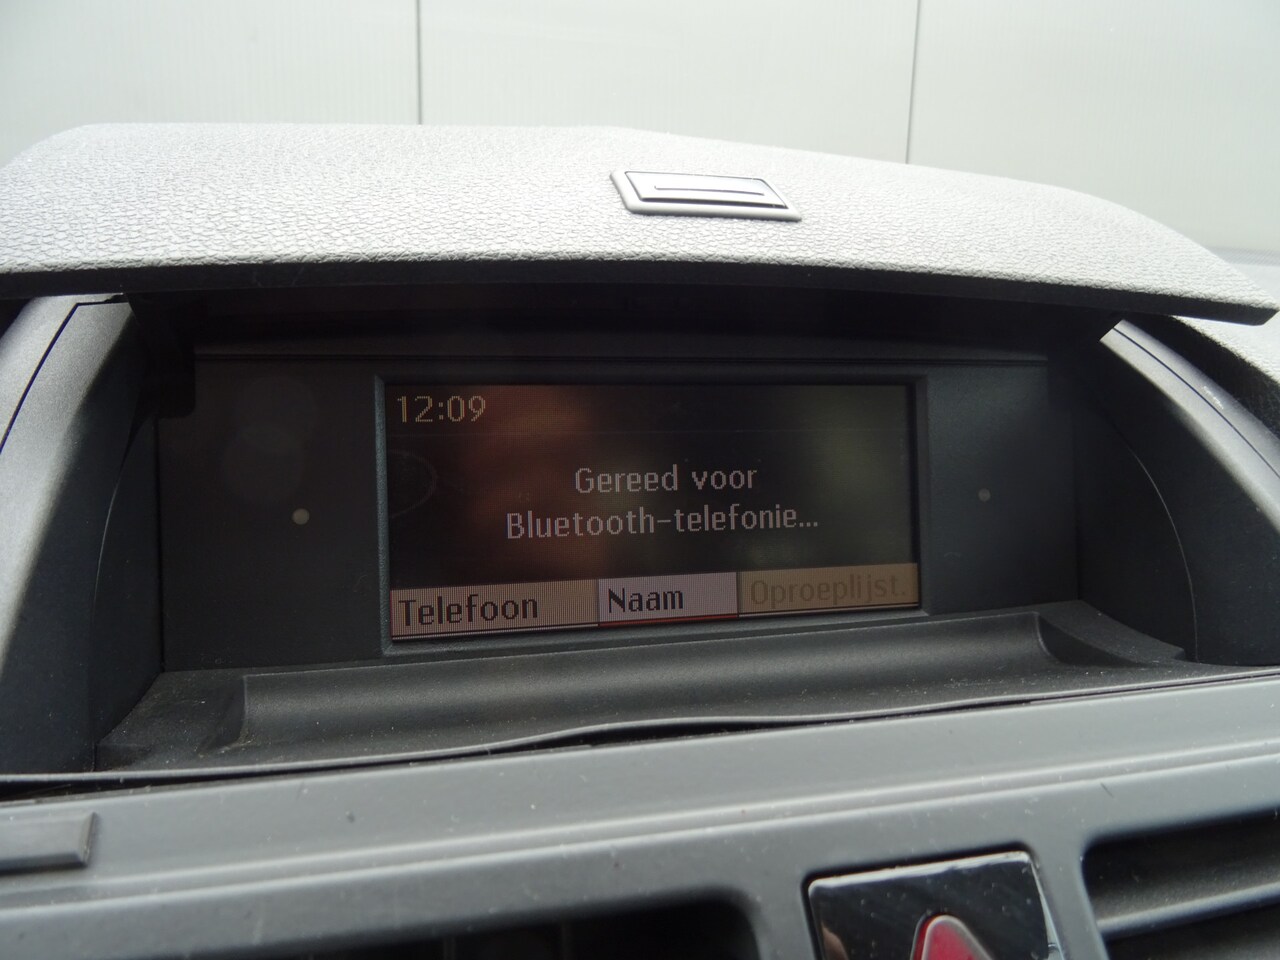 12:09
Gereed voor
Bluetooth-telefonie...
Telefoon Naam Oproeplijst.